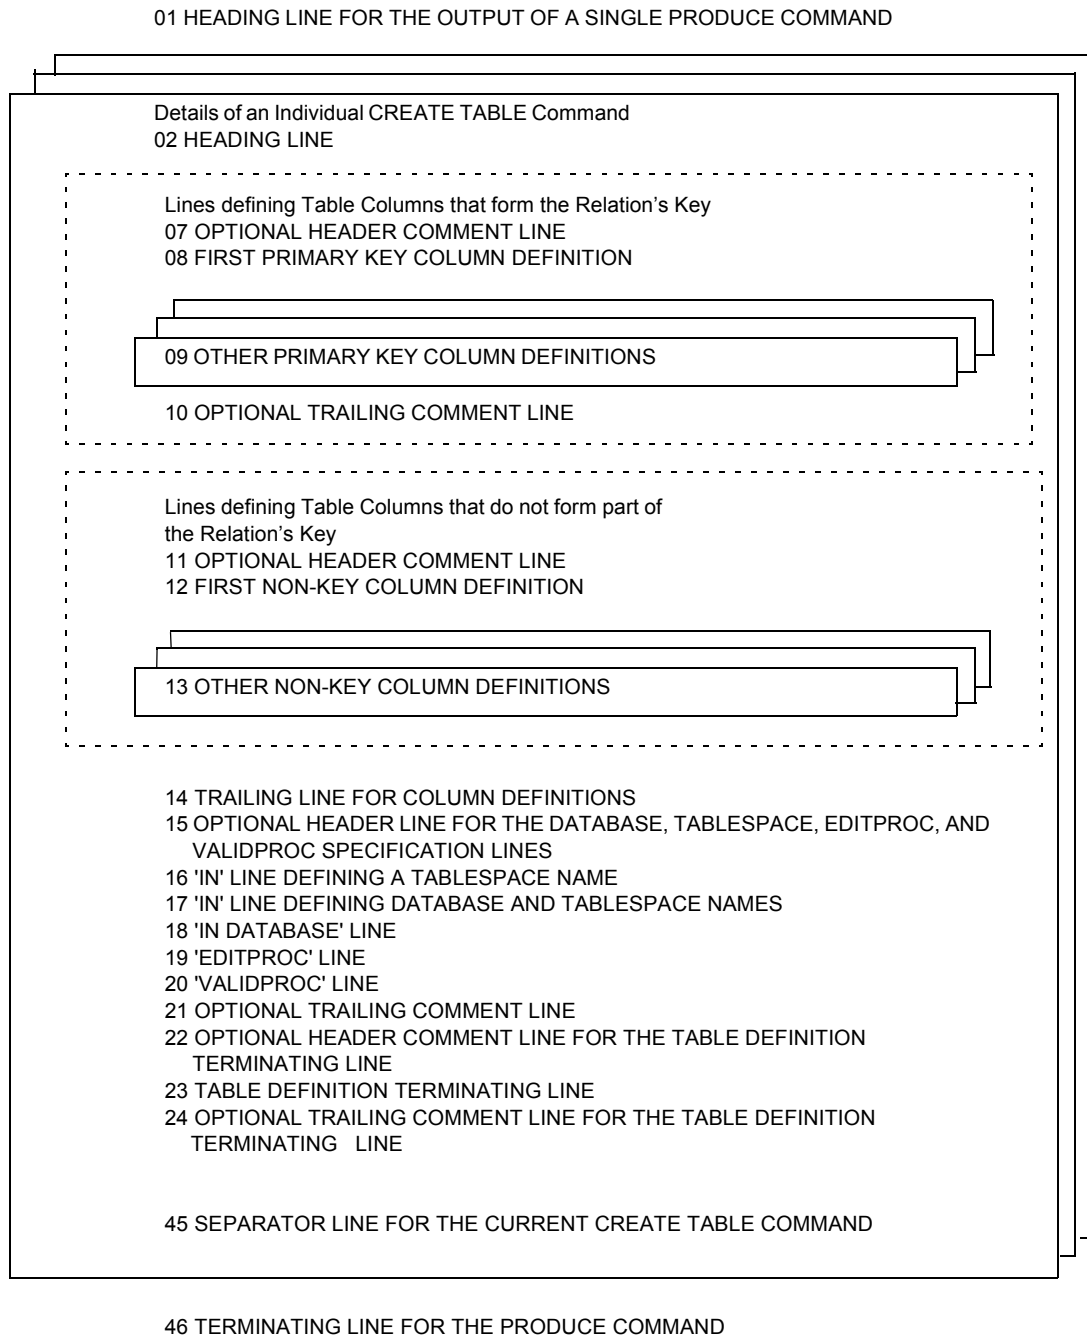 01 HEADING LINE FOR THE OUTPUT OF A SINGLE PRODUCE COMMAND
Details of an Individual CREATE TABLE Command
02 HEADING LINE
Lines defining Table Columns that form the Relation's Key
07 OPTIONAL HEADER COMMENT LINE
08 FIRST PRIMARY KEY COLUMN DEFINITION
09 OTHER PRIMARY KEY COLUMN DEFINITIONS
10 OPTIONAL TRAILING COMMENT LINE
Lines defining Table Columns that do not form part of
the Relation's Key
11 OPTIONAL HEADER COMMENT LINE
12 FIRST NON-KEY COLUMN DEFINITION
13 OTHER NON-KEY COLUMN DEFINITIONS
14 TRAILING LINE FOR COLUMN DEFINITIONS
15 OPTIONAL HEADER LINE FOR THE DATABASE, TABLESPACE, EDITPROC, AND
VALIDPROC SPECIFICATION LINES
16 'IN' LINE DEFINING A TABLESPACE NAME
17 'IN' LINE DEFINING DATABASE AND TABLESPACE NAMES
18 'IN DATABASE' LINE
19 'EDITPROC' LINE
20 'VALIDPROC' LINE
21 OPTIONAL TRAILING COMMENT LINE
22 OPTIONAL HEADER COMMENT LINE FOR THE TABLE DEFINITION
TERMINATING LINE
23 TABLE DEFINITION TERMINATING LINE
24 OPTIONAL TRAILING COMMENT LINE FOR THE TABLE DEFINITION
TERMINATING LINE
45 SEPARATOR LINE FOR THE CURRENT CREATE TABLE COMMAND
46 TERMINATING LINE FOR THE PRODUCE COMMAND